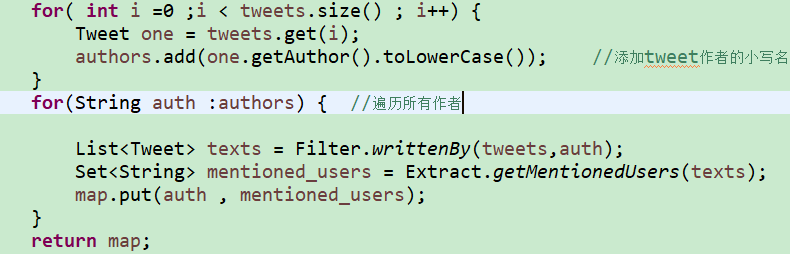 for( int i =0 ;i < tweets.size() ; i++) {
Tweet one = tweets.get(i);
authors.add(one.getAuthor().toLowerCase()); //添加tweet作者的小写名
}
for(String auth :authors) { //遍历所有作者
List<Tweet> texts = Filter.writtenBy(tweets,auth);
Set<String> mentioned_users = Extract.getMentionedUsers(texts);
map.put(auth , mentioned_users);
}
return map;